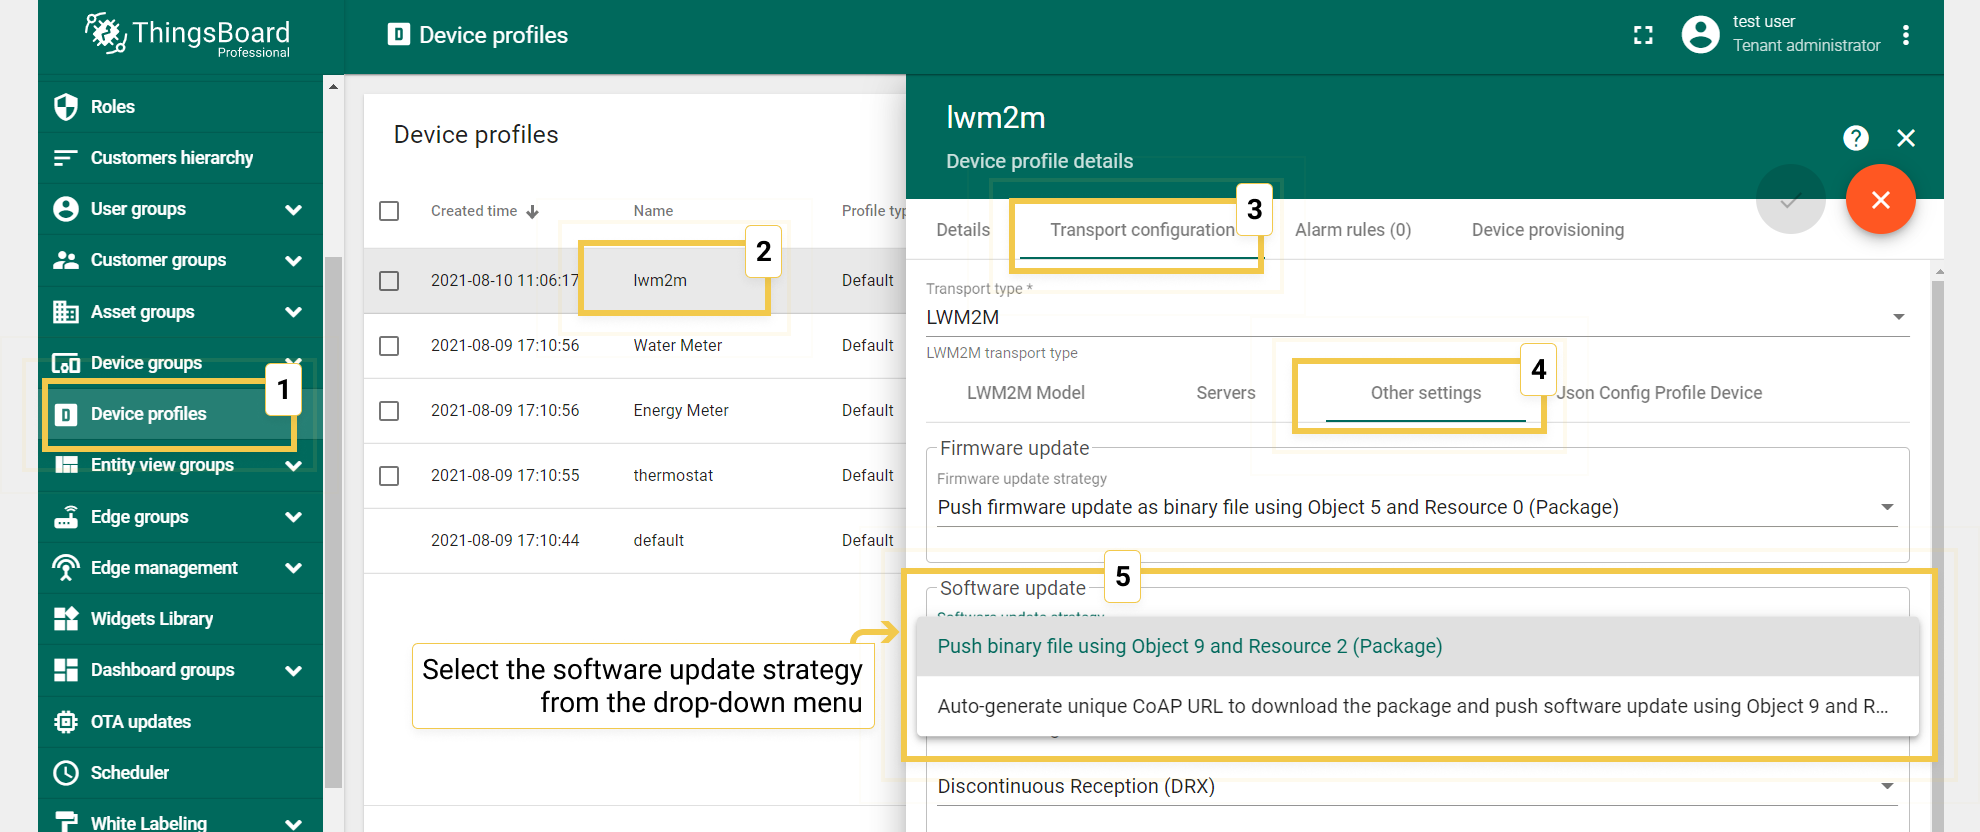 ThingsBoard
Professional
Device profiles
test user
Tenant administrator
Roles
Customers hierarchy
User groups
Customer groups
Asset groups
Device groups
1
Device profiles
Entity view groups
Edge groups
Edge management
Widgets Library
Dashboard groups
OTA updates
Scheduler
White Labeling
Device profiles
Created time
Name
Profile typ
2
2021-08-10 11:06:17
lwm2m
Default
2021-08-09 17:10:56
Water Meter
Default
2021-08-09 17:10:56
Energy Meter
Default
2021-08-09 17:10:55
thermostat
Default
2021-08-09 17:10:44
default
Default
Select the software update strategy
from the drop-down menu
lwm2m
Device profile details
Details
Transport configuration
3
Alarm rules (0)
Device provisioning
Transport type *
LWM2M
LWM2M transport type
LWM2M Model
Servers
Other settings
4
Json Config Profile Device
Firmware update
Firmware update strategy
Push firmware update as binary file using Object 5 and Resource 0 (Package)
5
Software update
Software update strategy
Push binary file using Object 9 and Resource 2 (Package)
Auto-generate unique CoAP URL to download the package and push software update using Object 9 and R...
Discontinuous Reception (DRX)